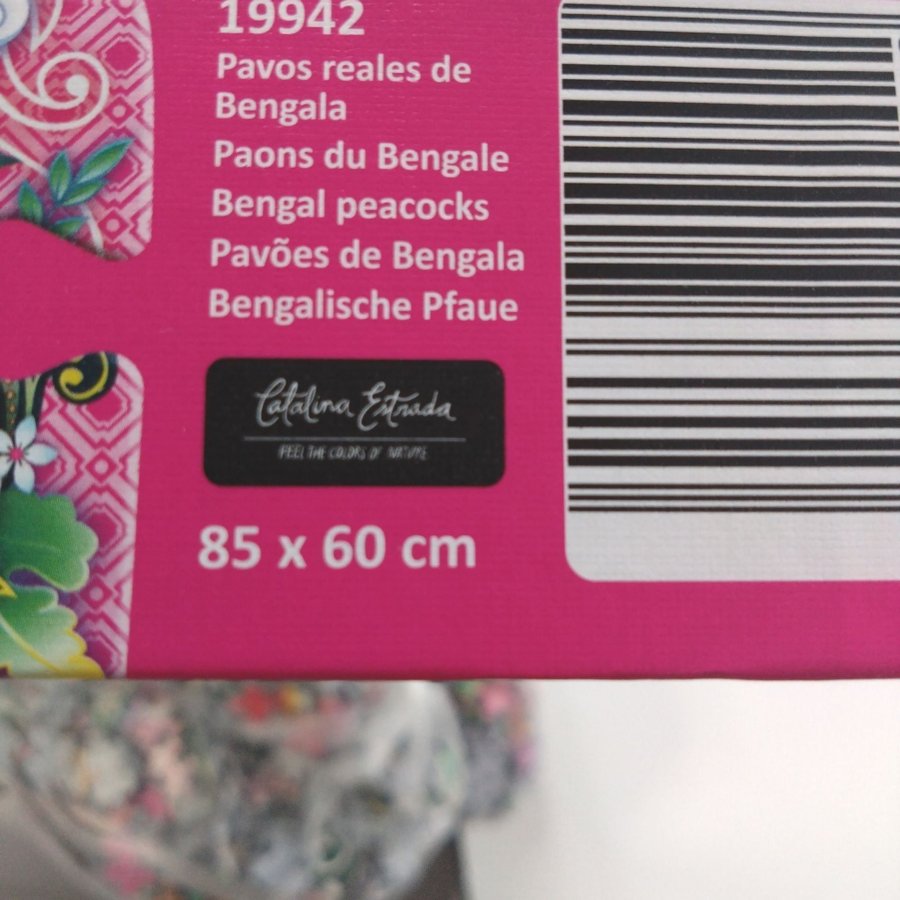 19942
Pavos reales de
Bengala
Paons du Bengale
Bengal peacocks
Pavões de Bengala
Bengalische Pfaue
Catalina Estrada
FEEL THE COLORS OF NATURE
85 x 60 cm